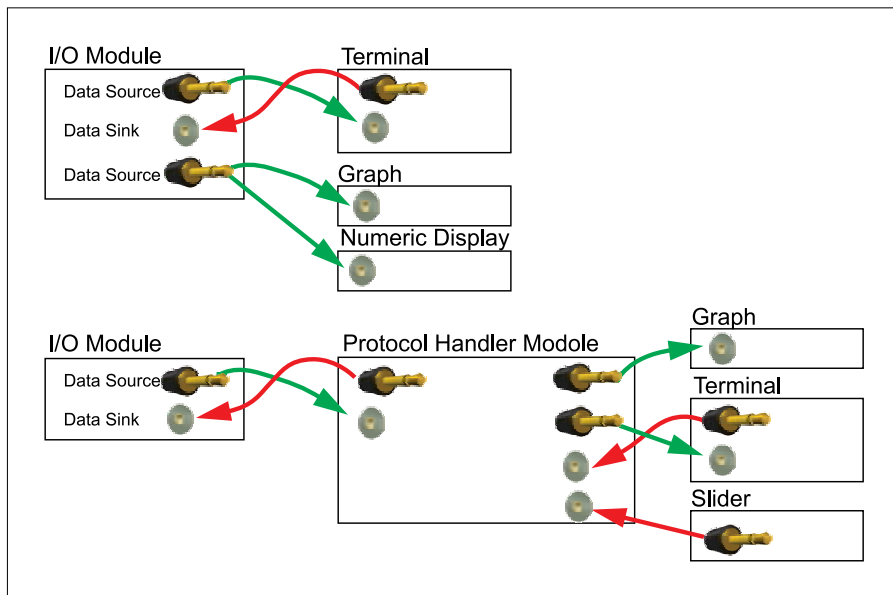 I/O Module
Terminal
Data Source
Data Sink
Data Source
Graph
Numeric Display
I/O Module
Protocol Handler Modole
Graph
Data Source
Data Sink
Terminal
Slider